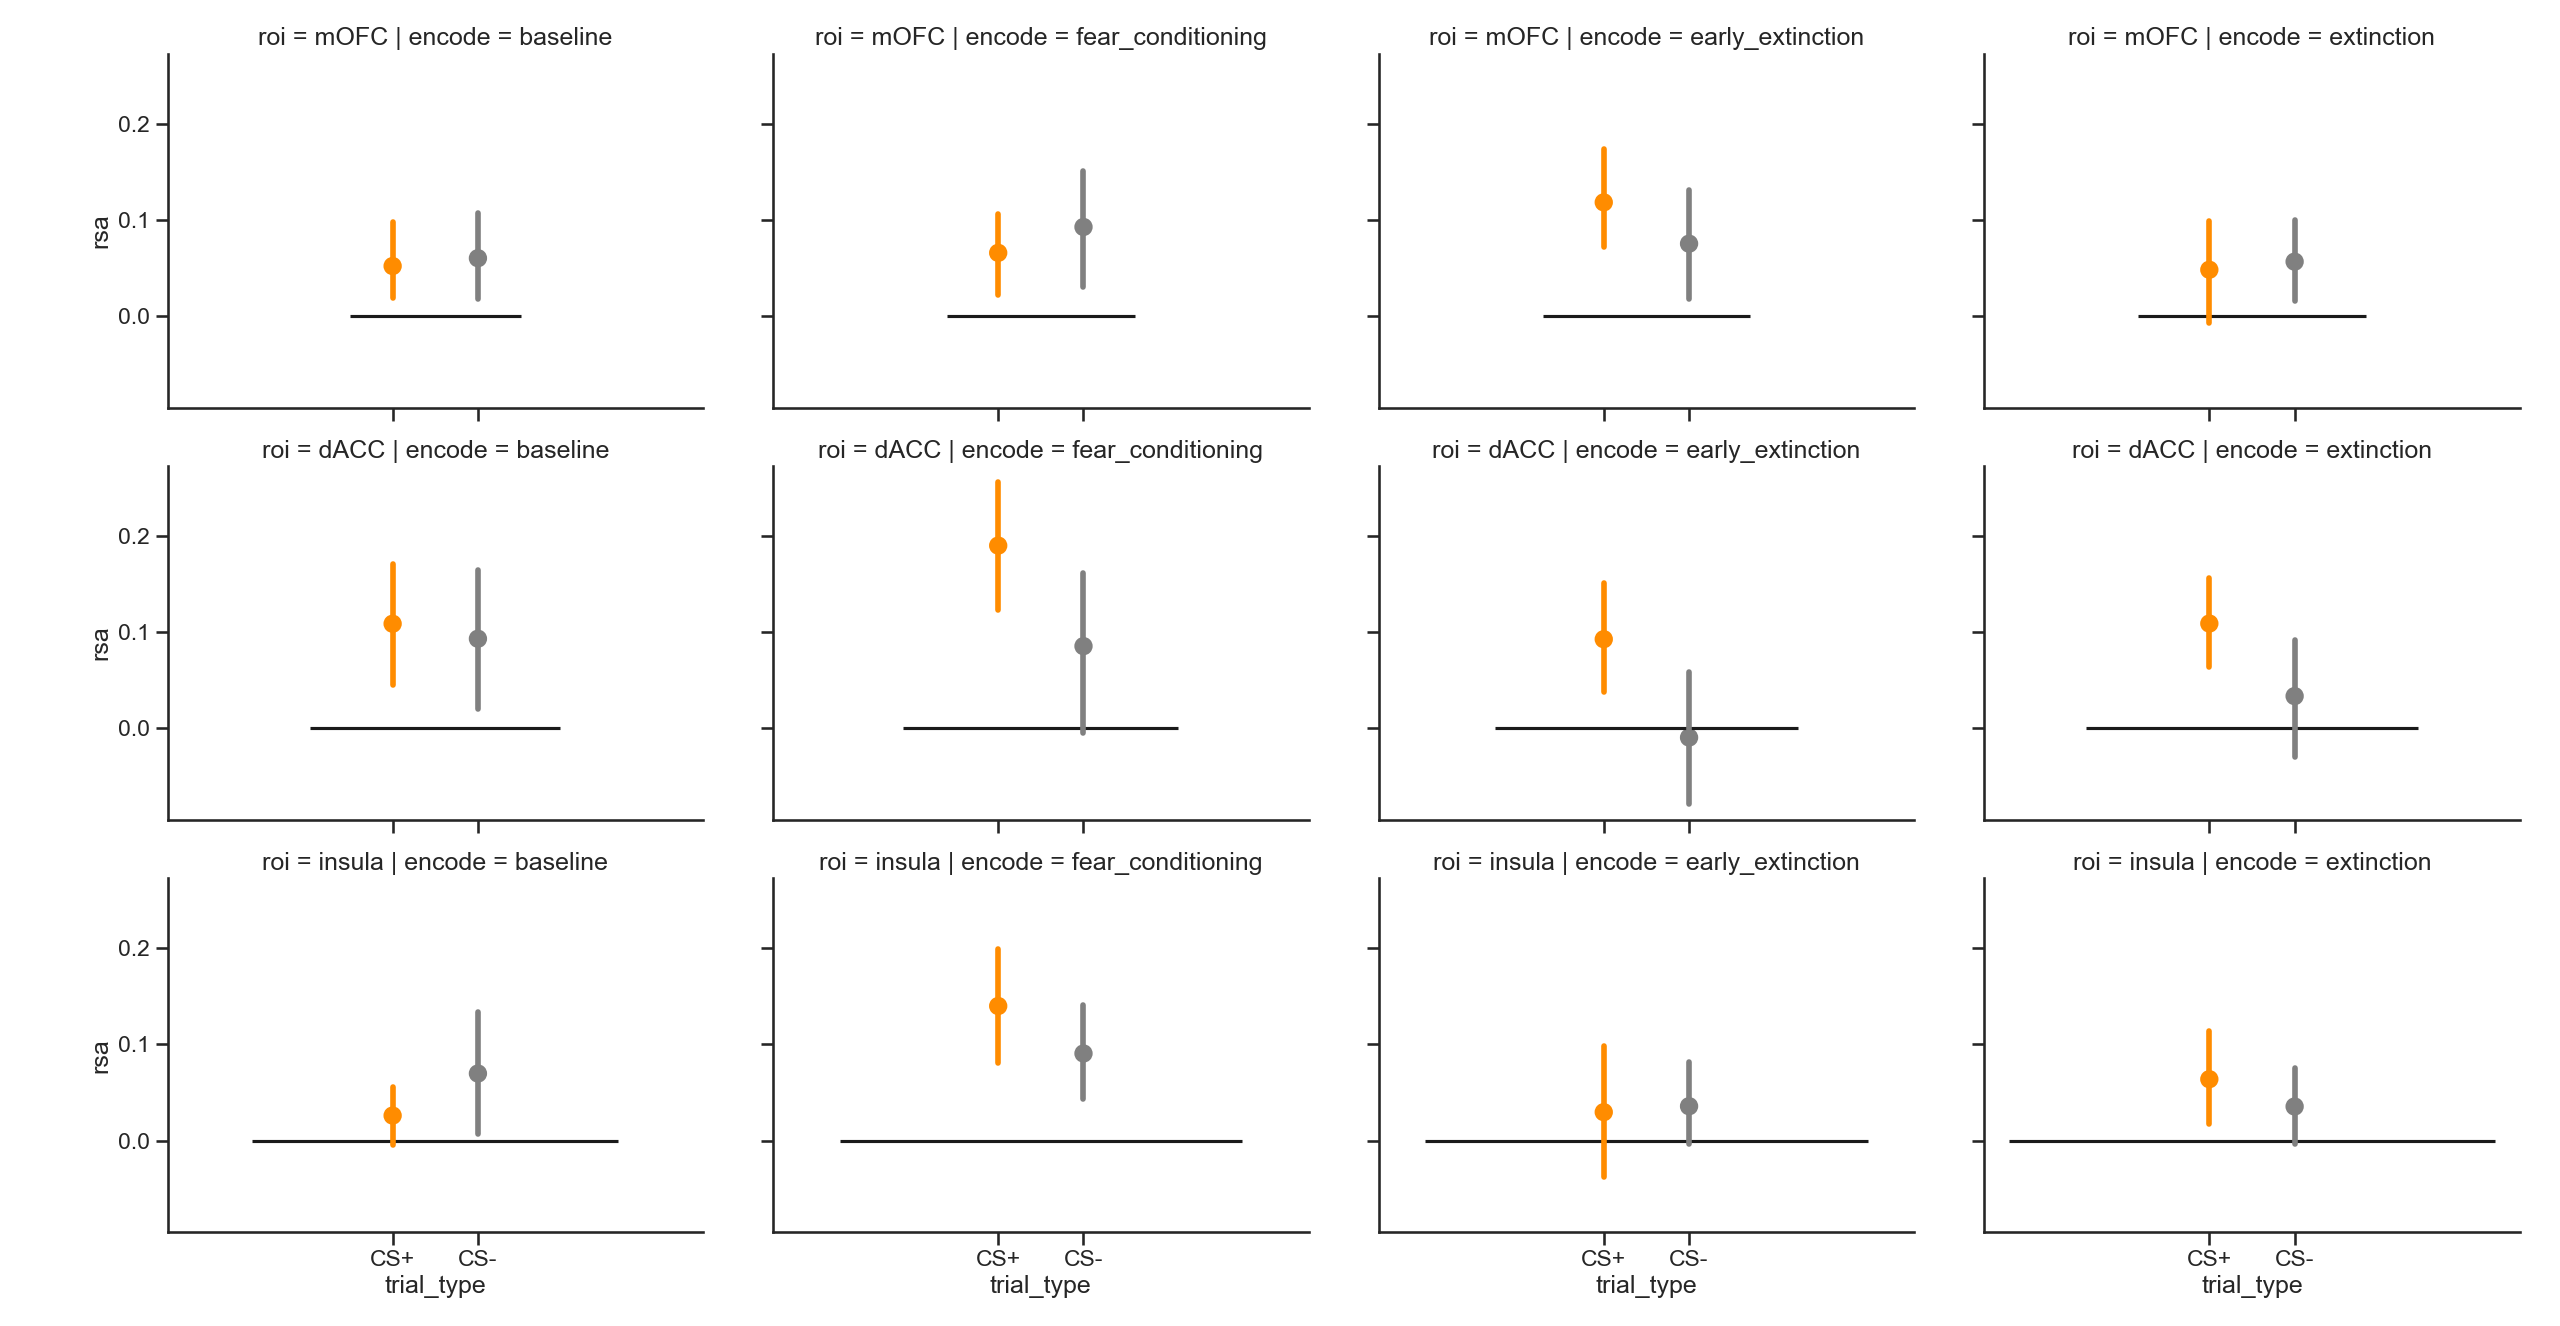 roi = mOFC | encode = baseline
roi = mOFC | encode = fear_conditioning
roi = mOFC | encode = early_extinction
roi = mOFC | encode = extinction
0.2
0.1
0.0
rsa
roi = dACC | encode = baseline
roi = dACC | encode = fear_conditioning
roi = dACC | encode = early_extinction
roi = dACC | encode = extinction
0.2
0.1
0.0
rsa
roi = insula | encode = baseline
roi = insula | encode = fear_conditioning
roi = insula | encode = early_extinction
roi = insula | encode = extinction
0.2
0.1
0.0
rsa
CS+ CS-
trial_type
CS+ CS-
trial_type
CS+ CS-
trial_type
CS+ CS-
trial_type